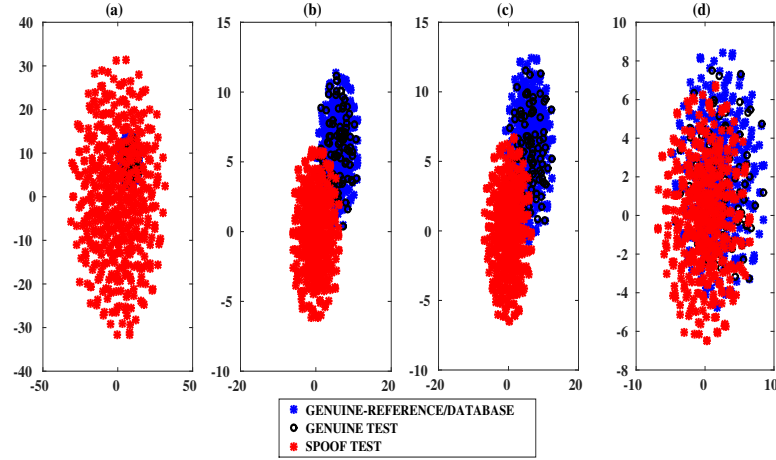 (a) (b) (c) (d)
40 15 15 8
30 6
10 10
20 4
10 5 5 2
0 0 0 0
-10 -2
-5 -5
-20 -4
-30 -6
-40 -10 -10 -8
-50 0 50 -20 0 20 -20 0 20 -10 0 10
GENUINE-REFERENCE/DATABASE
GENUINE TEST
SPOOF TEST